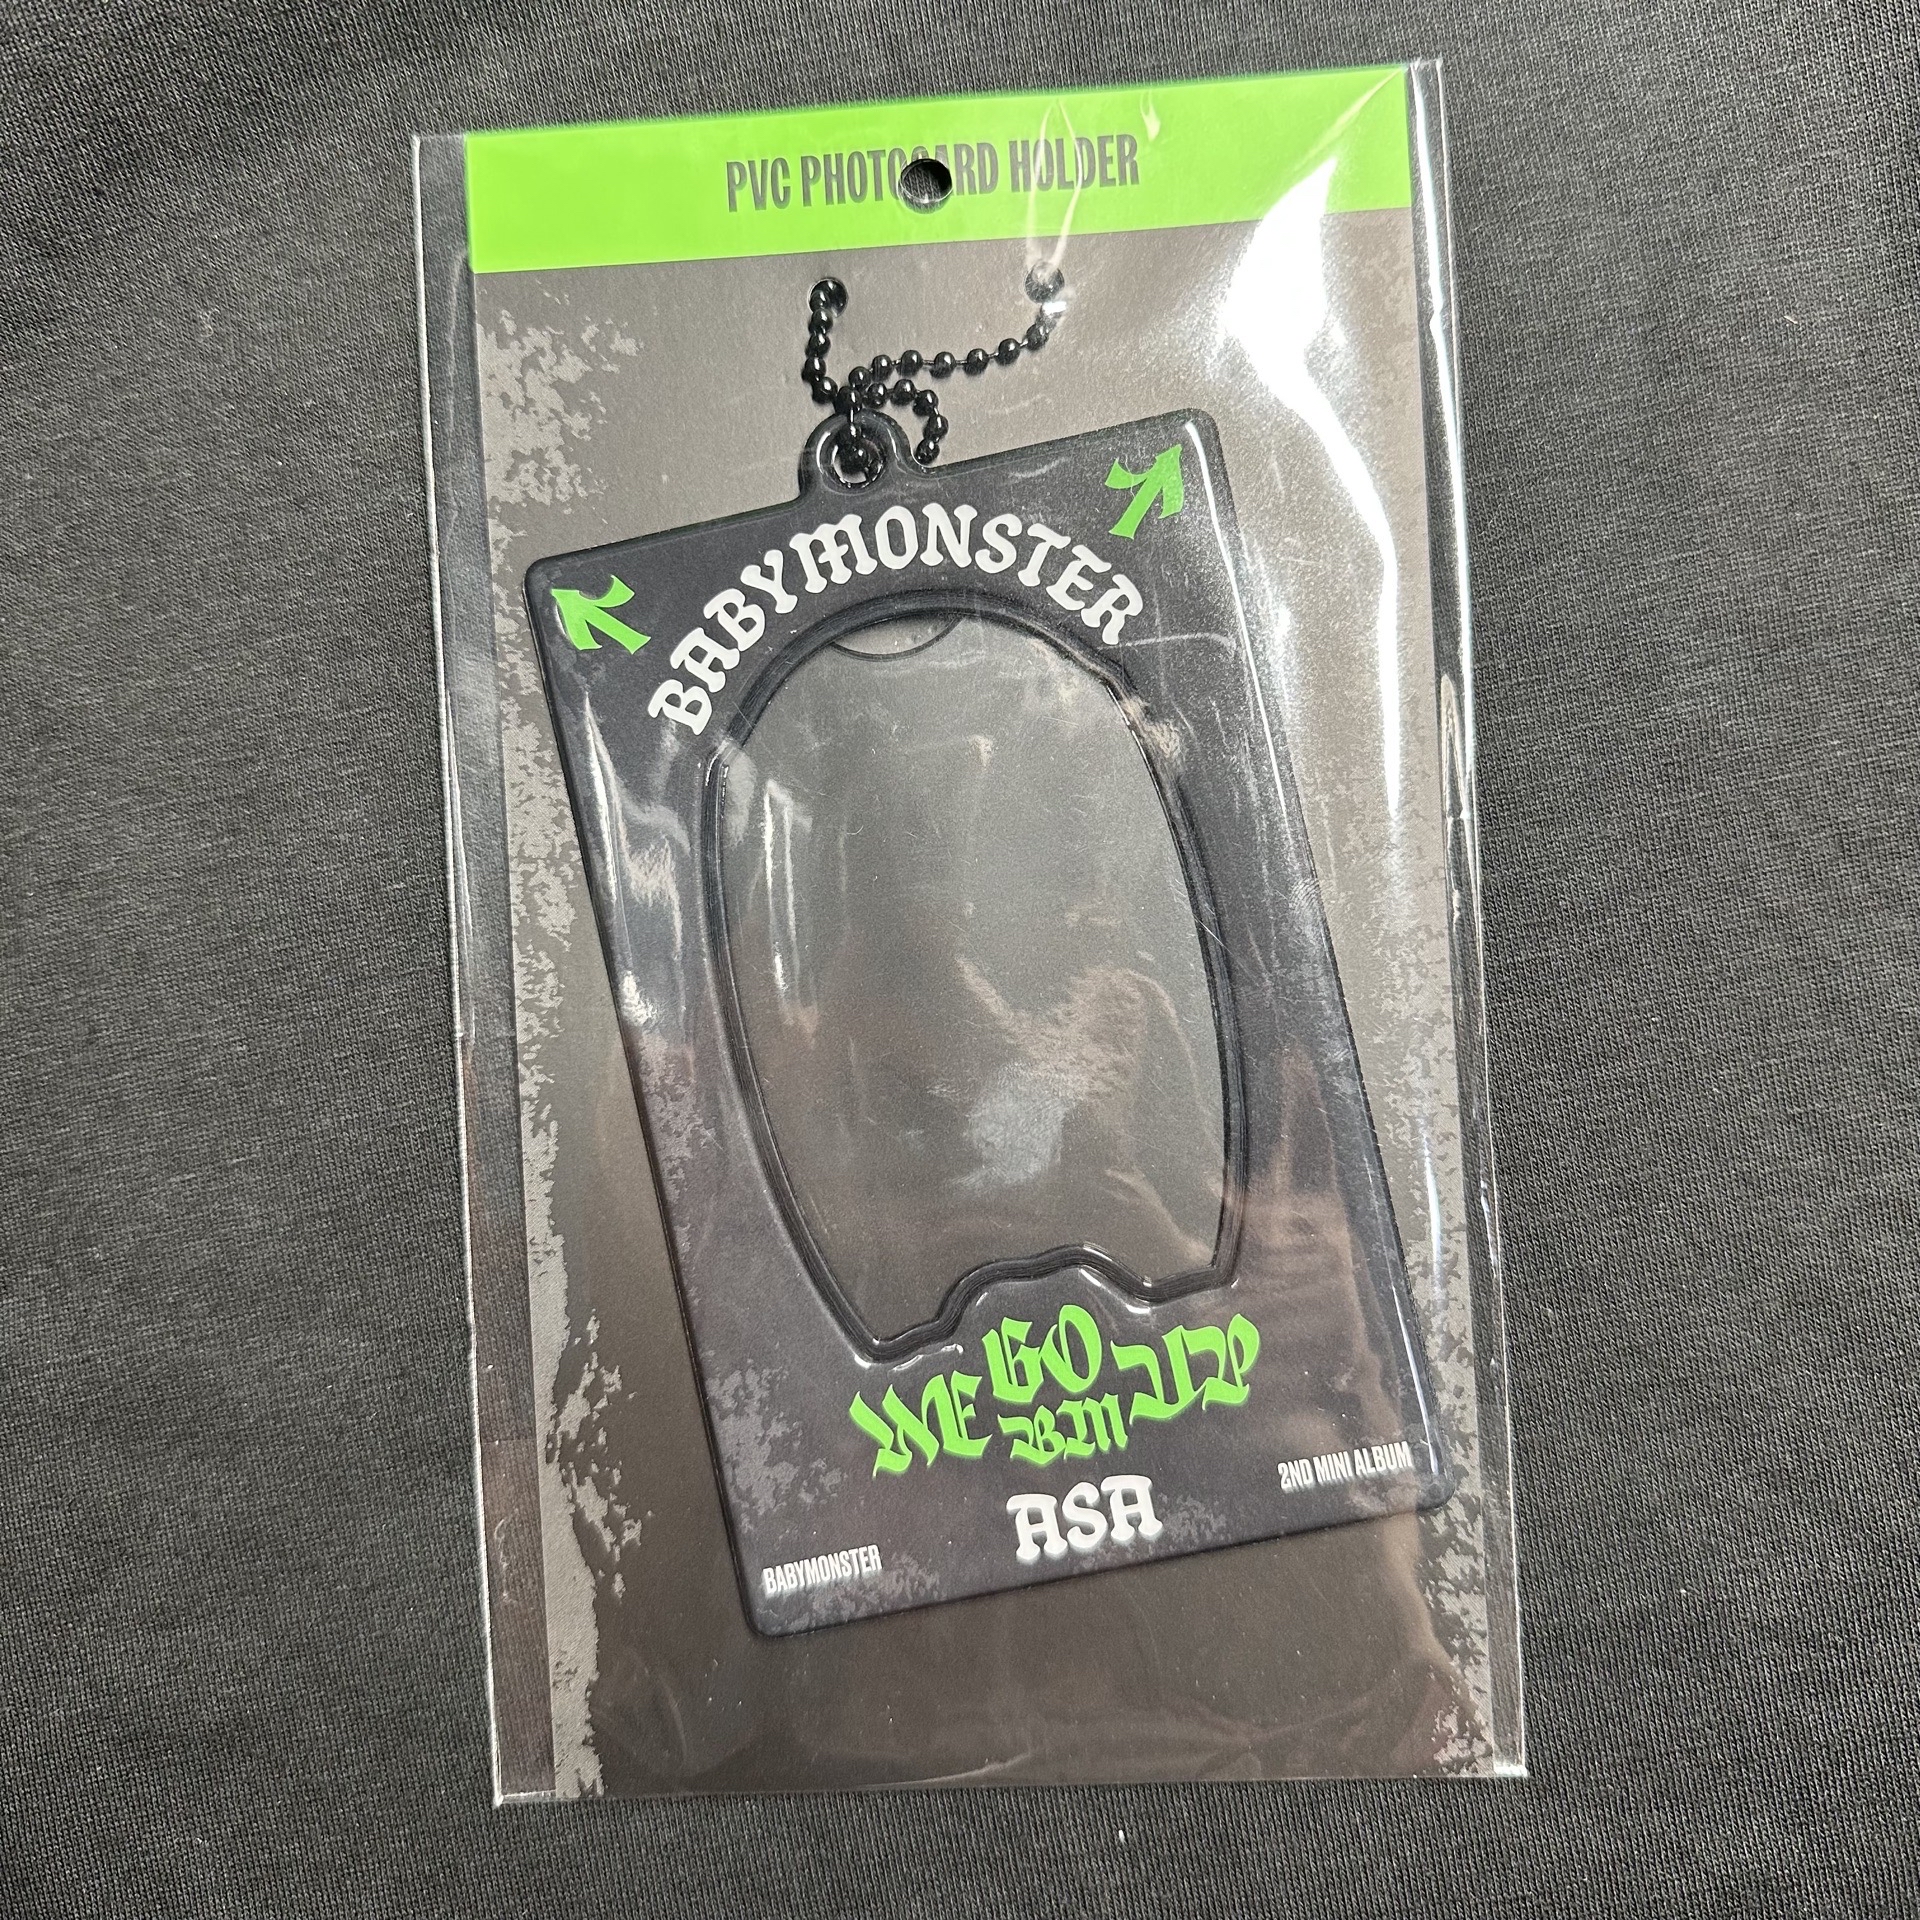 PVC PHOTOCARD HOLDER
BABYMONSTER
WE GO UP
BM
ASA
2ND MINI ALBUM
BABYMONSTER